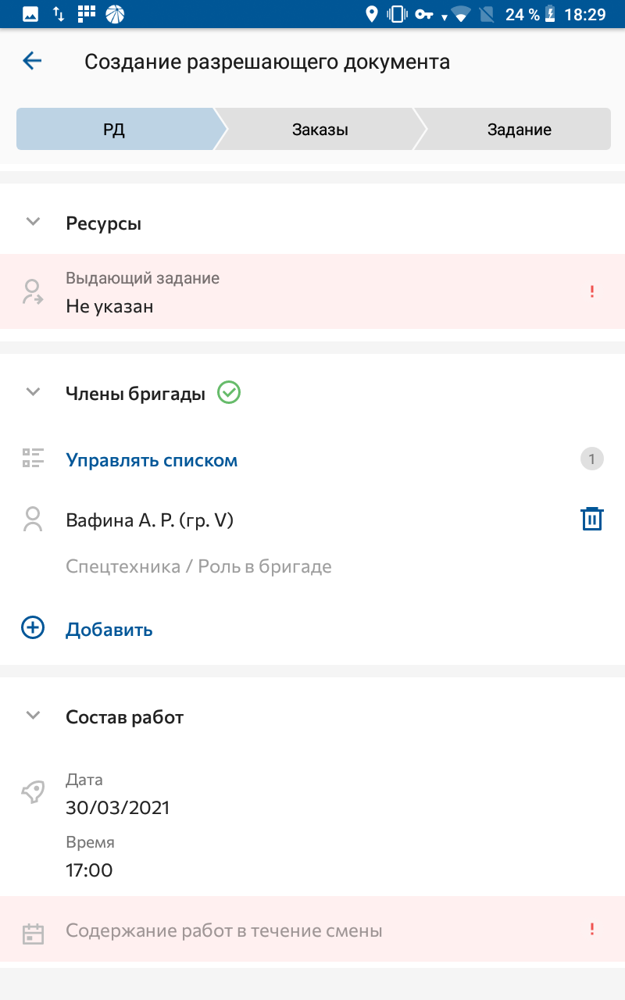 24 % 18:29
Создание разрешающего документа
РД Заказы Задание
Ресурсы
Выдающий задание
Не указан
!
Члены бригады
Управлять списком 1
Вафина А. Р. (гр. V)
Спецтехника / Роль в бригаде
Добавить
Состав работ
Дата
30/03/2021
Время
17:00
Содержание работ в течение смены !